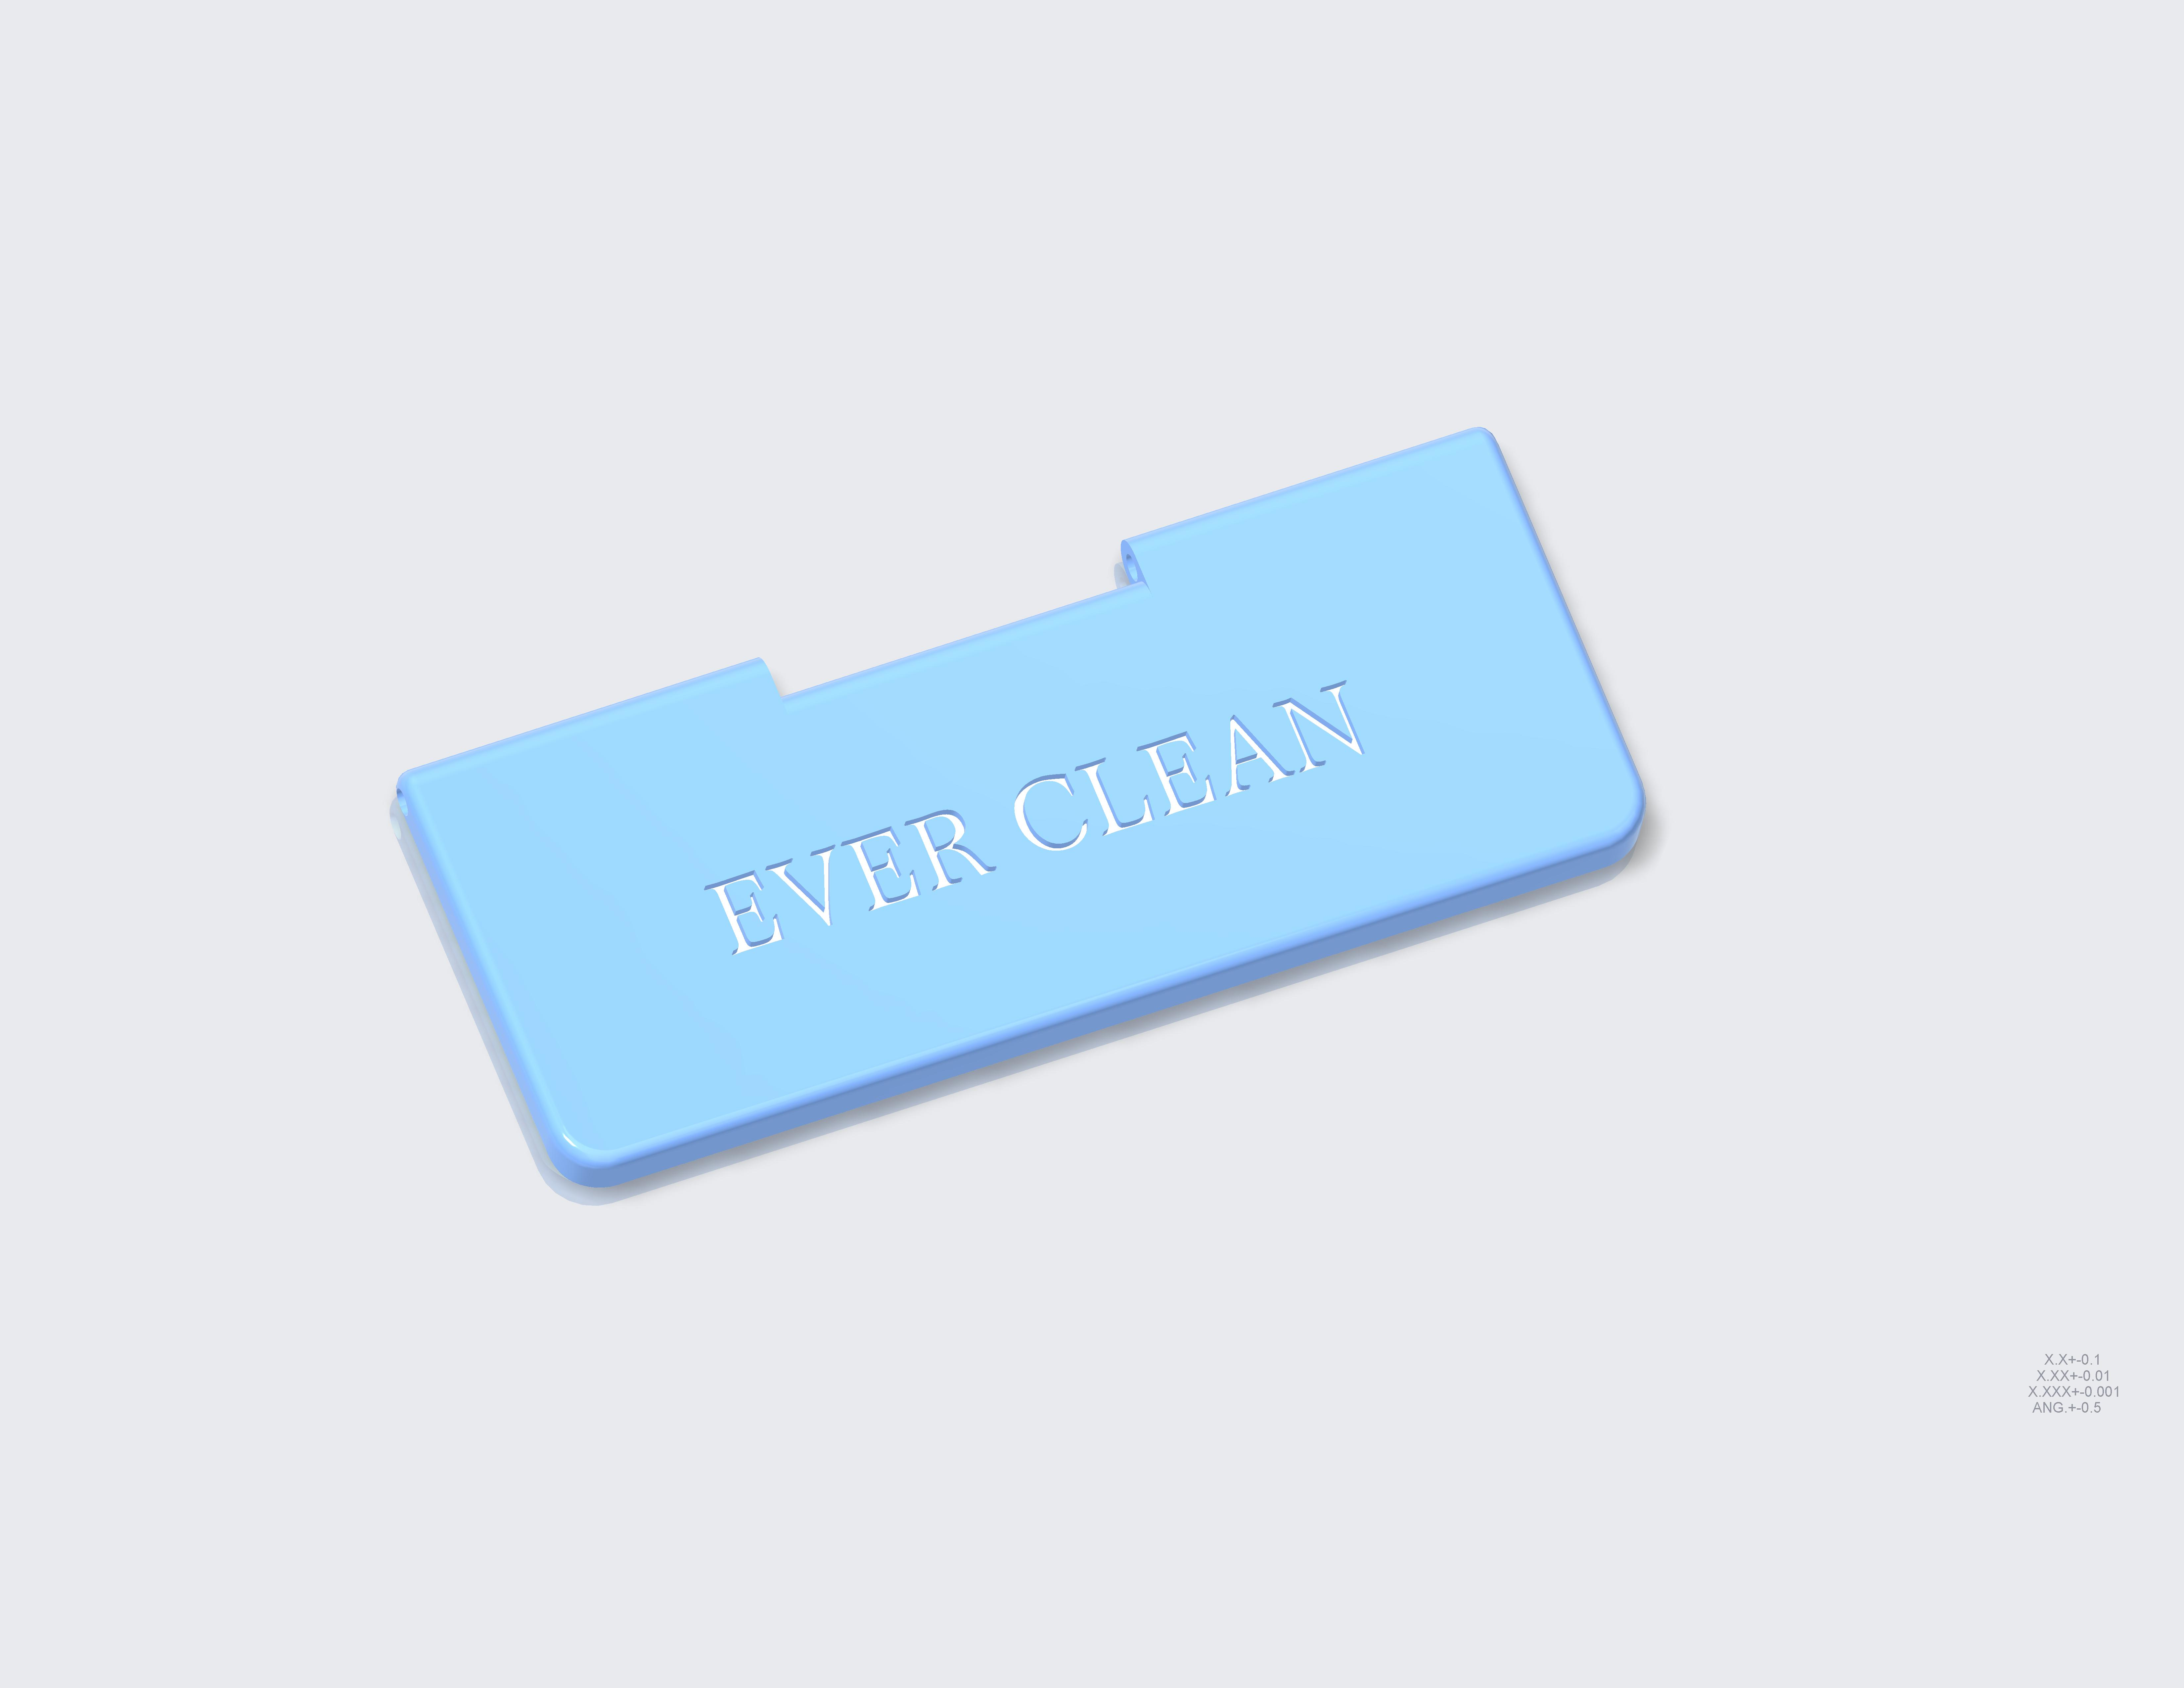 EVER CLEAN
X.X+-0.1
X.XX+-0.01
X.XXX+-0.001
ANG.+-0.5